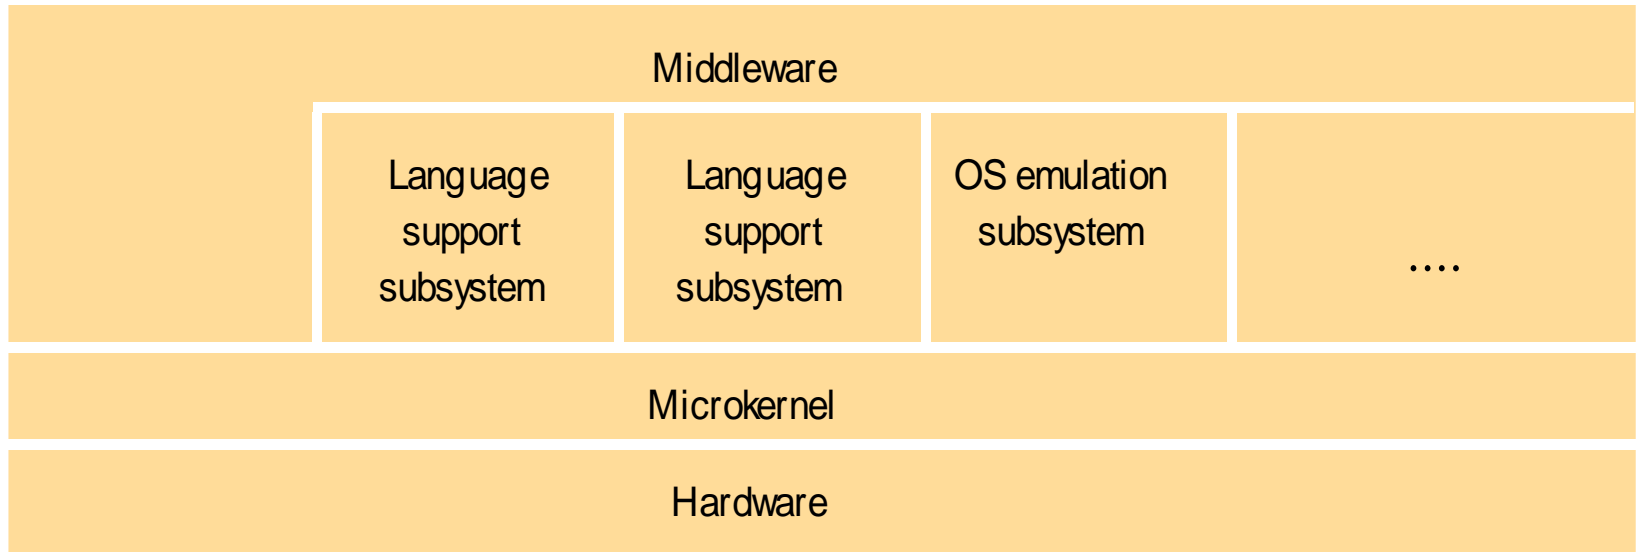 Middleware
Language
support
subsystem
Language
support
subsystem
OS emulation
subsystem
....
Microkernel
Hardware